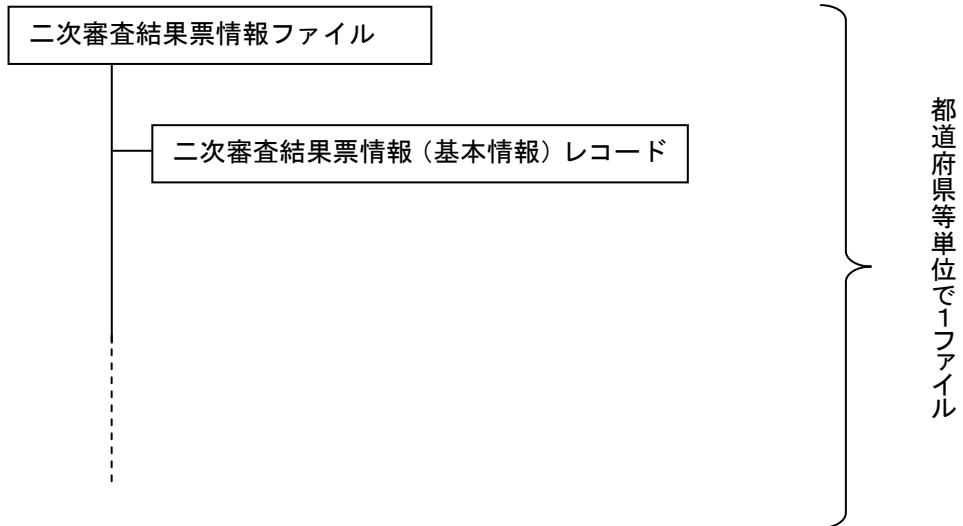 二次審査結果票情報ファイル
二次審査結果票情報（基本情報）レコード
都道府県等単位で１ファイル